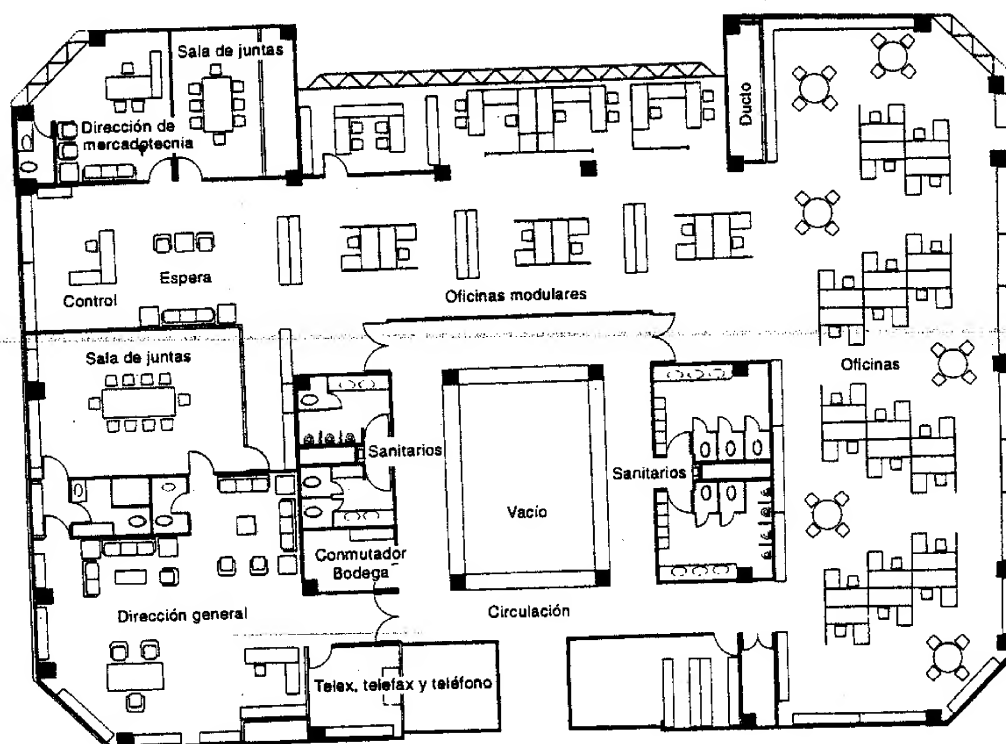 Sala de juntas
Ducto
Dirección de
mercadotecnia
Espera
Control
Oficinas modulares
Sala de juntas
Oficinas
Sanitarios
Sanitarios
Vacío
Conmutador
Bodega
Circulación
Dirección general
Telex, telefax y teléfono